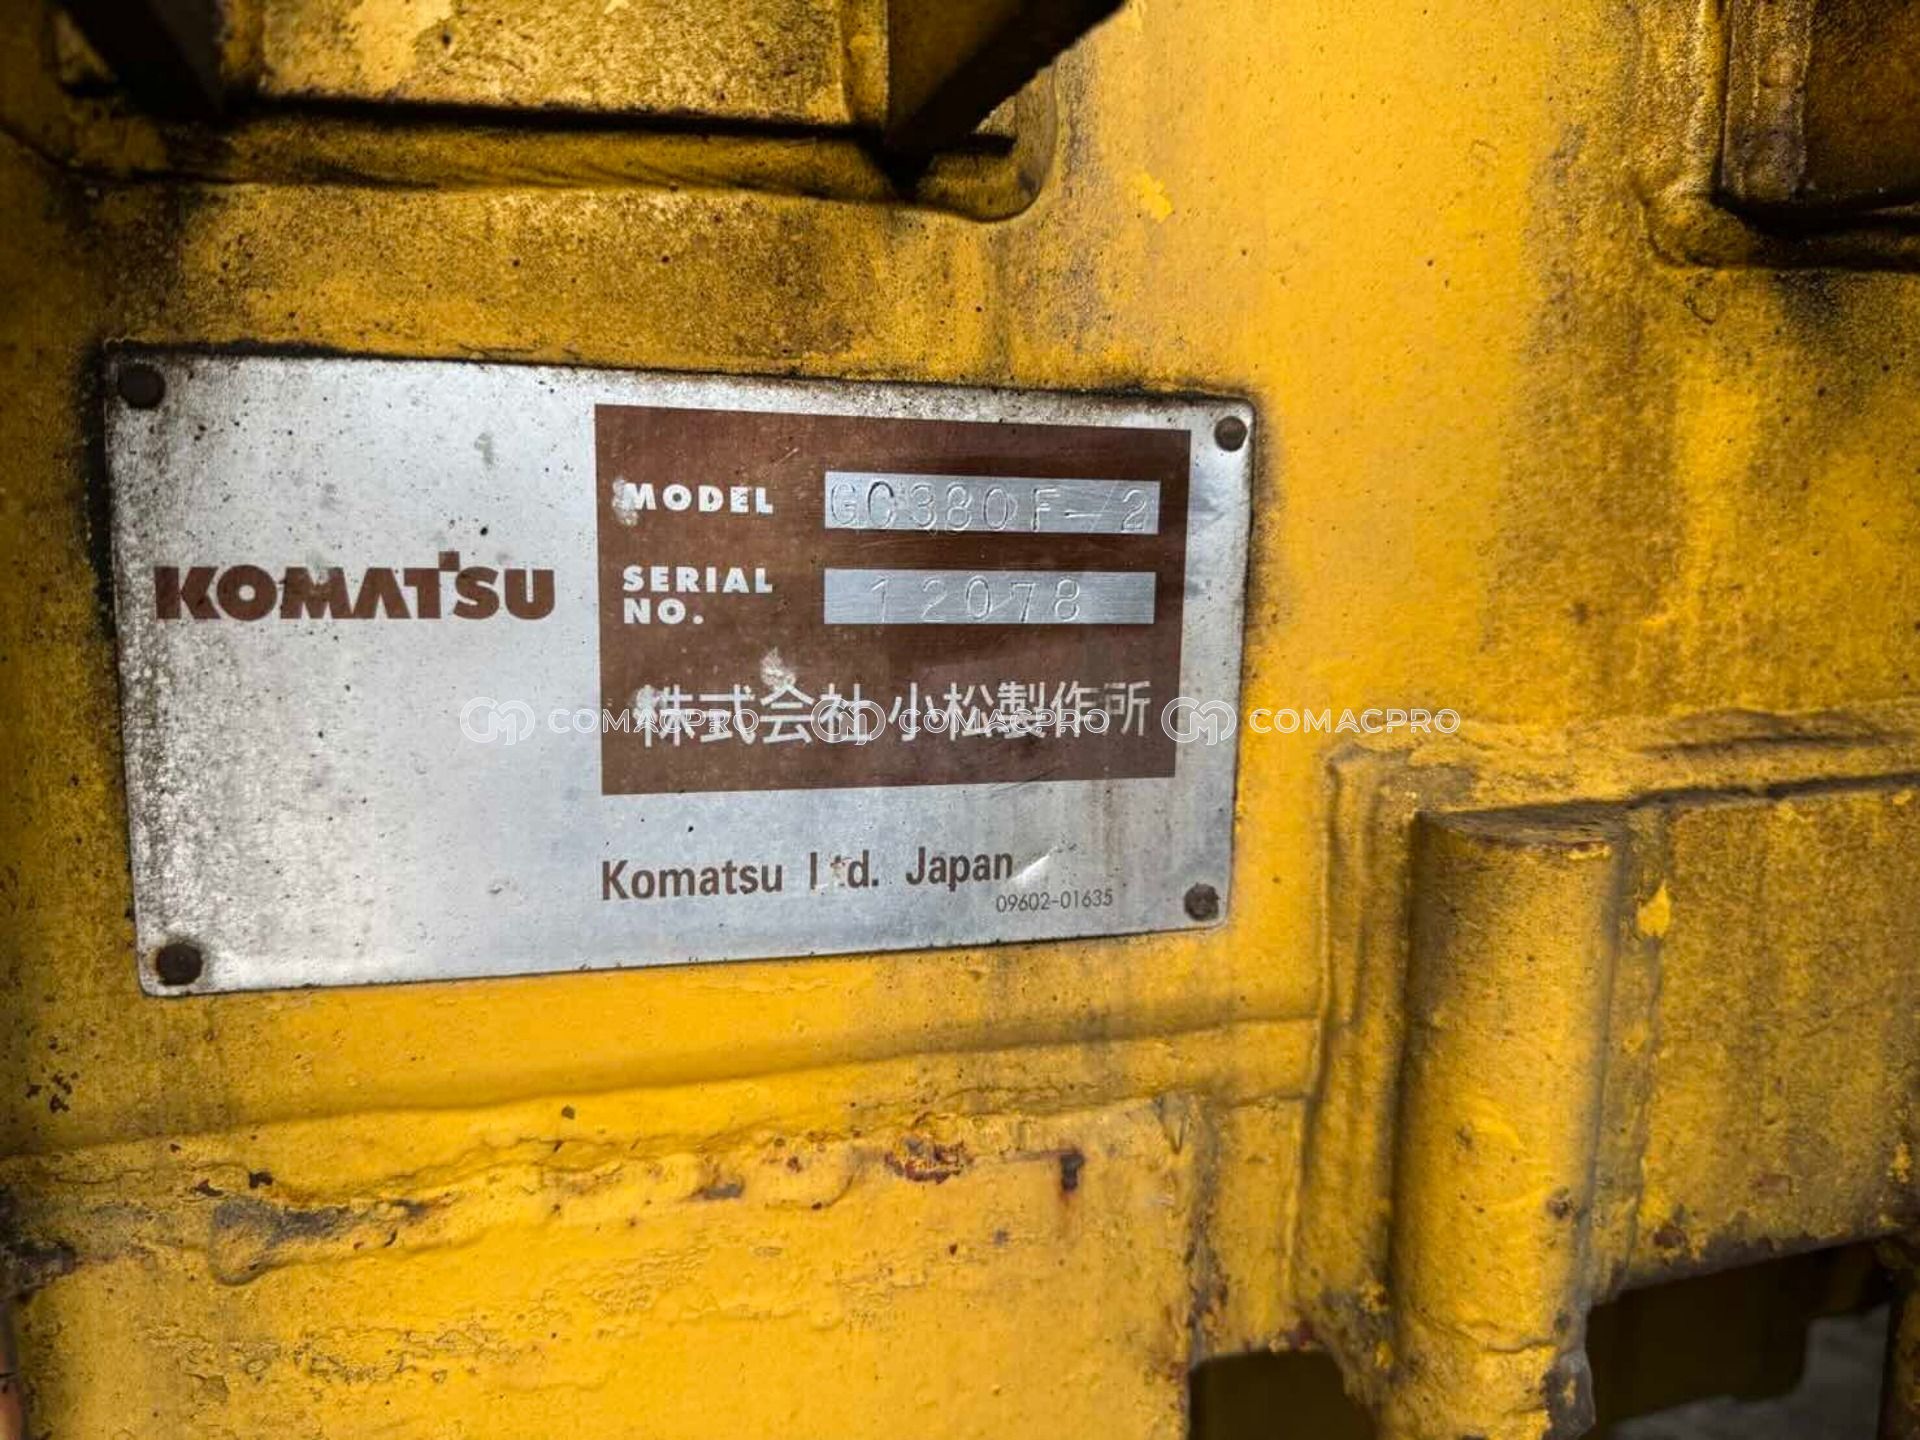 KOMATSU
MODEL GC380F-2
SERIAL NO. 12078
株式会社 小松製作所
Komatsu Ltd. Japan
09602-01635
COMACPRO COMACPRO COMACPRO